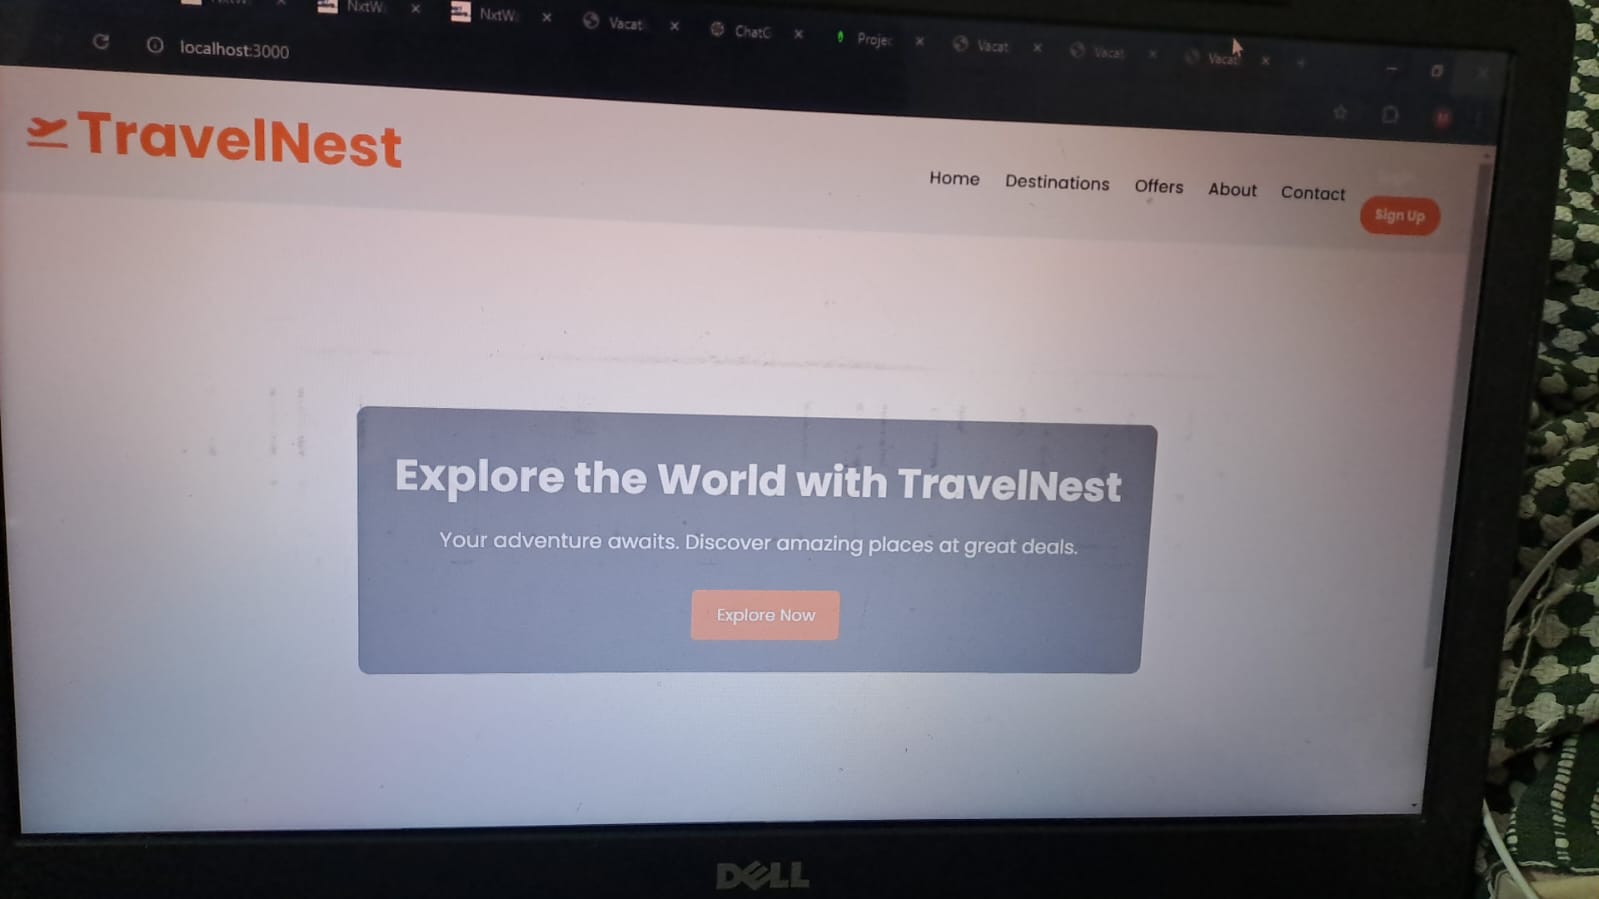 NxtW
NxtW
Vacat
ChatG
Projec
Vacat
Vacat
Vacat
localhost:3000
TravelNest
Home
Destinations
Offers
About
Contact
Sign Up
Explore the World with TravelNest
Your adventure awaits. Discover amazing places at great deals.
Explore Now
DELL